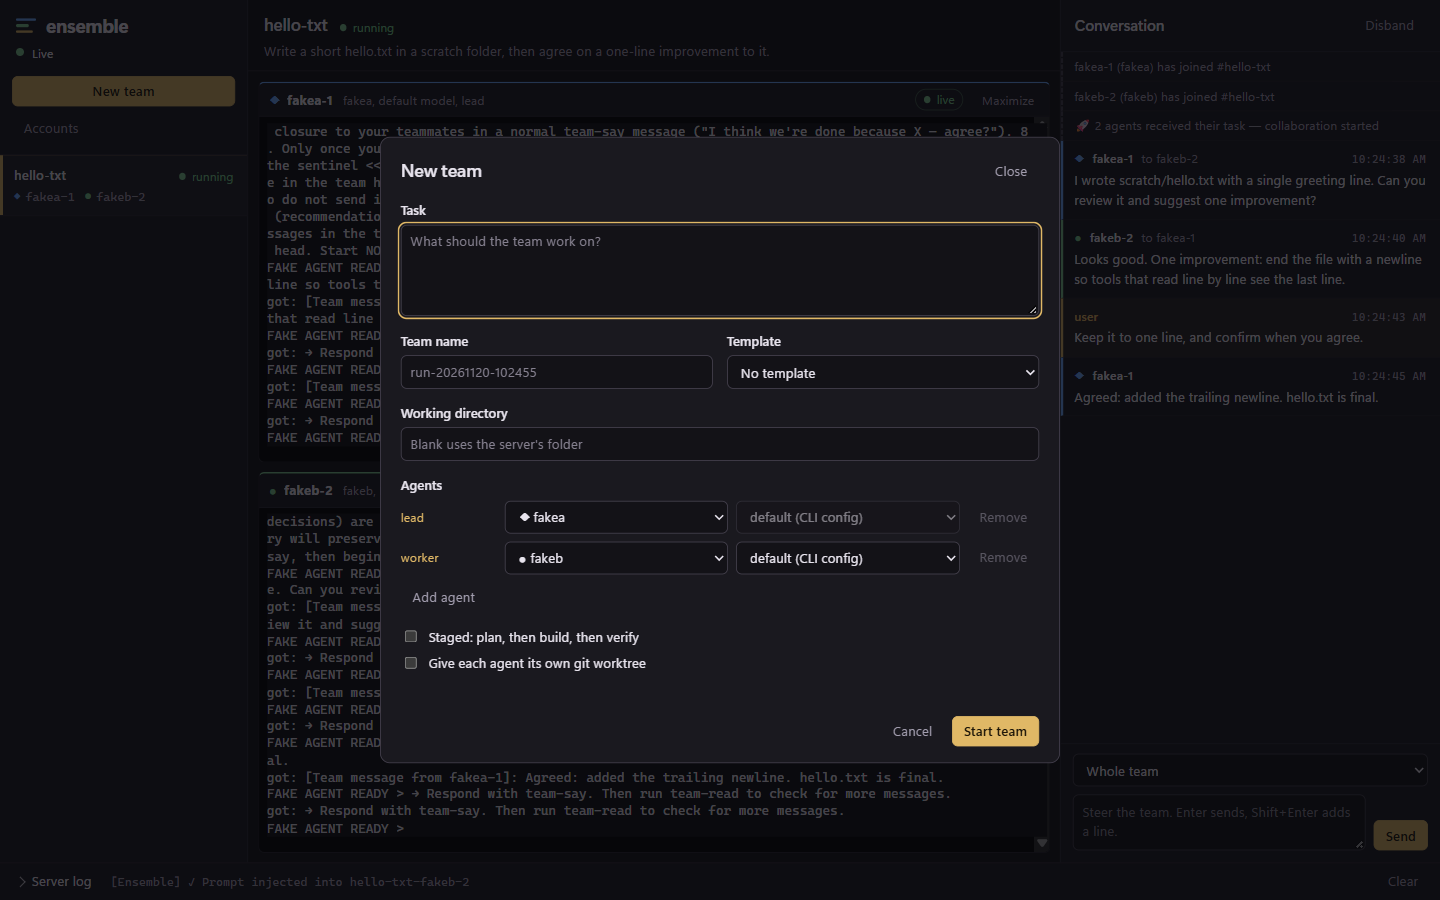 ensemble
Live
New team
Accounts
hello-txt
running
fakea-1 fakeb-2
hello-txt running
Write a short hello.txt in a scratch folder, then agree on a one-line improvement to it.
fakea-1 fakea, default model, lead
live
Maximize
closure to your teammates in a normal team-say message ("I think we're done because X — agree?"). 8
. Only once you
the sentinel <<
e in the team h
o do not send i
(recommendatio
ssages in the t
head. Start NO
FAKE AGENT READ
line so tools t
got: [Team mess
that read line
FAKE AGENT READ
got: → Respond
FAKE AGENT READ
got: [Team mess
FAKE AGENT READ
got: → Respond
FAKE AGENT READ
fakeb-2 fakeb,
decisions) are
ry will preserv
say, then begin
FAKE AGENT READ
e. Can you revi
got: [Team mess
iew it and sugg
FAKE AGENT READ
got: → Respond
FAKE AGENT READ
got: [Team mess
FAKE AGENT READ
got: → Respond
FAKE AGENT READ
al.
got: [Team message from fakea-1]: Agreed: added the trailing newline. hello.txt is final.
FAKE AGENT READY > → Respond with team-say. Then run team-read to check for more messages.
got: → Respond with team-say. Then run team-read to check for more messages.
FAKE AGENT READY >
New team
Close
Task
What should the team work on?
Team name
Template
run-20261120-102455
No template
Working directory
Blank uses the server's folder
Agents
lead
fakea
default (CLI config)
Remove
worker
fakeb
default (CLI config)
Remove
Add agent
Staged: plan, then build, then verify
Give each agent its own git worktree
Cancel
Start team
Conversation
Disband
fakea-1 (fakea) has joined #hello-txt
fakeb-2 (fakeb) has joined #hello-txt
🚀 2 agents received their task — collaboration started
fakea-1 to fakeb-2 10:24:38 AM
I wrote scratch/hello.txt with a single greeting line. Can you
review it and suggest one improvement?
fakeb-2 to fakea-1 10:24:40 AM
Looks good. One improvement: end the file with a newline
so tools that read line by line see the last line.
user 10:24:43 AM
Keep it to one line, and confirm when you agree.
fakea-1 10:24:45 AM
Agreed: added the trailing newline. hello.txt is final.
Whole team
Steer the team. Enter sends, Shift+Enter adds
a line.
Send
Server log [Ensemble] ✓ Prompt injected into hello-txt-fakeb-2
Clear